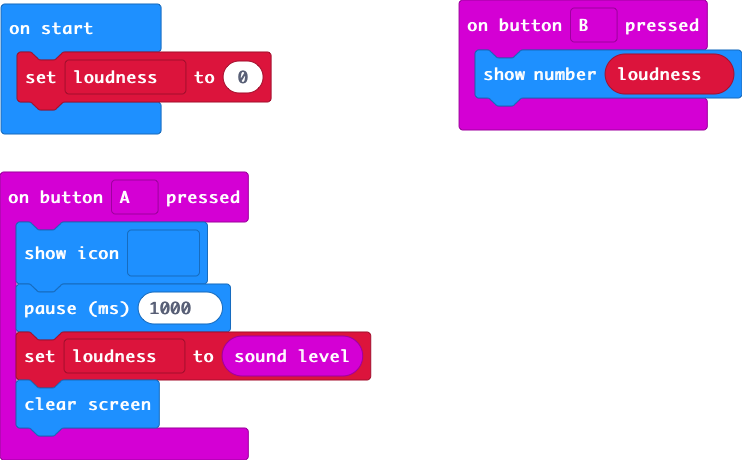 on start
set loudness to 0
on button B pressed
show number loudness
on button A pressed
show icon
pause (ms) 1000
set loudness to sound level
clear screen